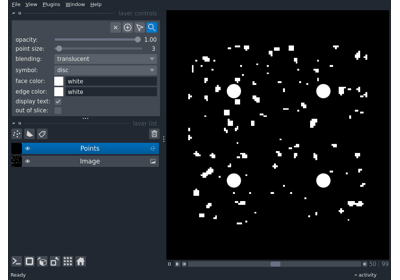 File View Plugins Window Help
layer controls
opacity: 1.00
point size: 3
blending: translucent
symbol: disc
face color: white
edge color: white
display text:
out of slice:
layer list
Points
Image
50 99
Ready activity